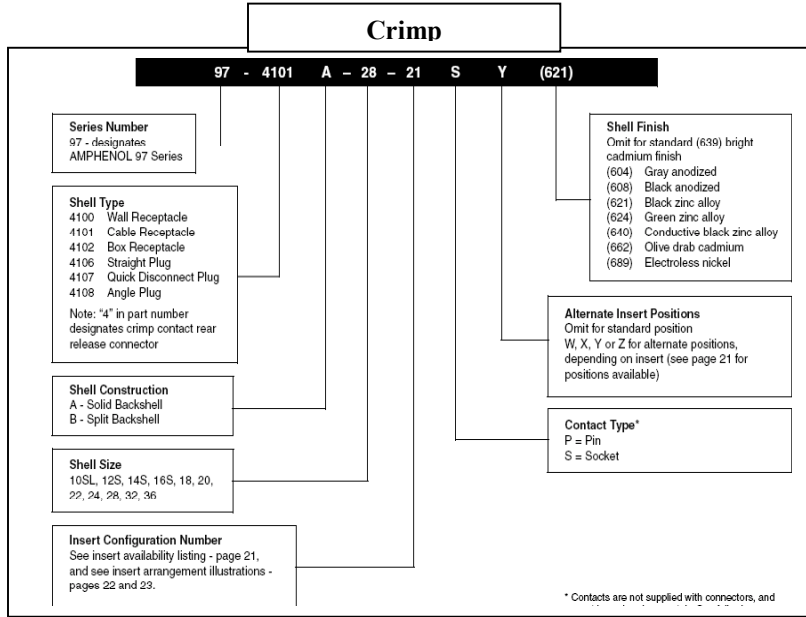 Crimp
97 - 4101 A – 28 – 21 S Y (621)
Series Number
97 - designates
AMPHENOL 97 Series
Shell Type
4100 Wall Receptacle
4101 Cable Receptacle
4102 Box Receptacle
4106 Straight Plug
4107 Quick Disconnect Plug
4108 Angle Plug
Note: "4" in part number
designates crimp contact rear
release connector
Shell Construction
A - Solid Backshell
B - Split Backshell
Shell Size
10SL, 12S, 14S, 16S, 18, 20,
22, 24, 28, 32, 36
Insert Configuration Number
See insert availability listing - page 21,
and see insert arrangement illustrations -
pages 22 and 23.
Shell Finish
Omit for standard (639) bright
cadmium finish
(604) Gray anodized
(608) Black anodized
(621) Black zinc alloy
(624) Green zinc alloy
(640) Conductive black zinc alloy
(662) Olive drab cadmium
(689) Electroless nickel
Alternate Insert Positions
Omit for standard position
W, X, Y or Z for alternate positions,
depending on insert (see page 21 for
positions available)
Contact Type*
P = Pin
S = Socket
* Contacts are not supplied with connectors, and